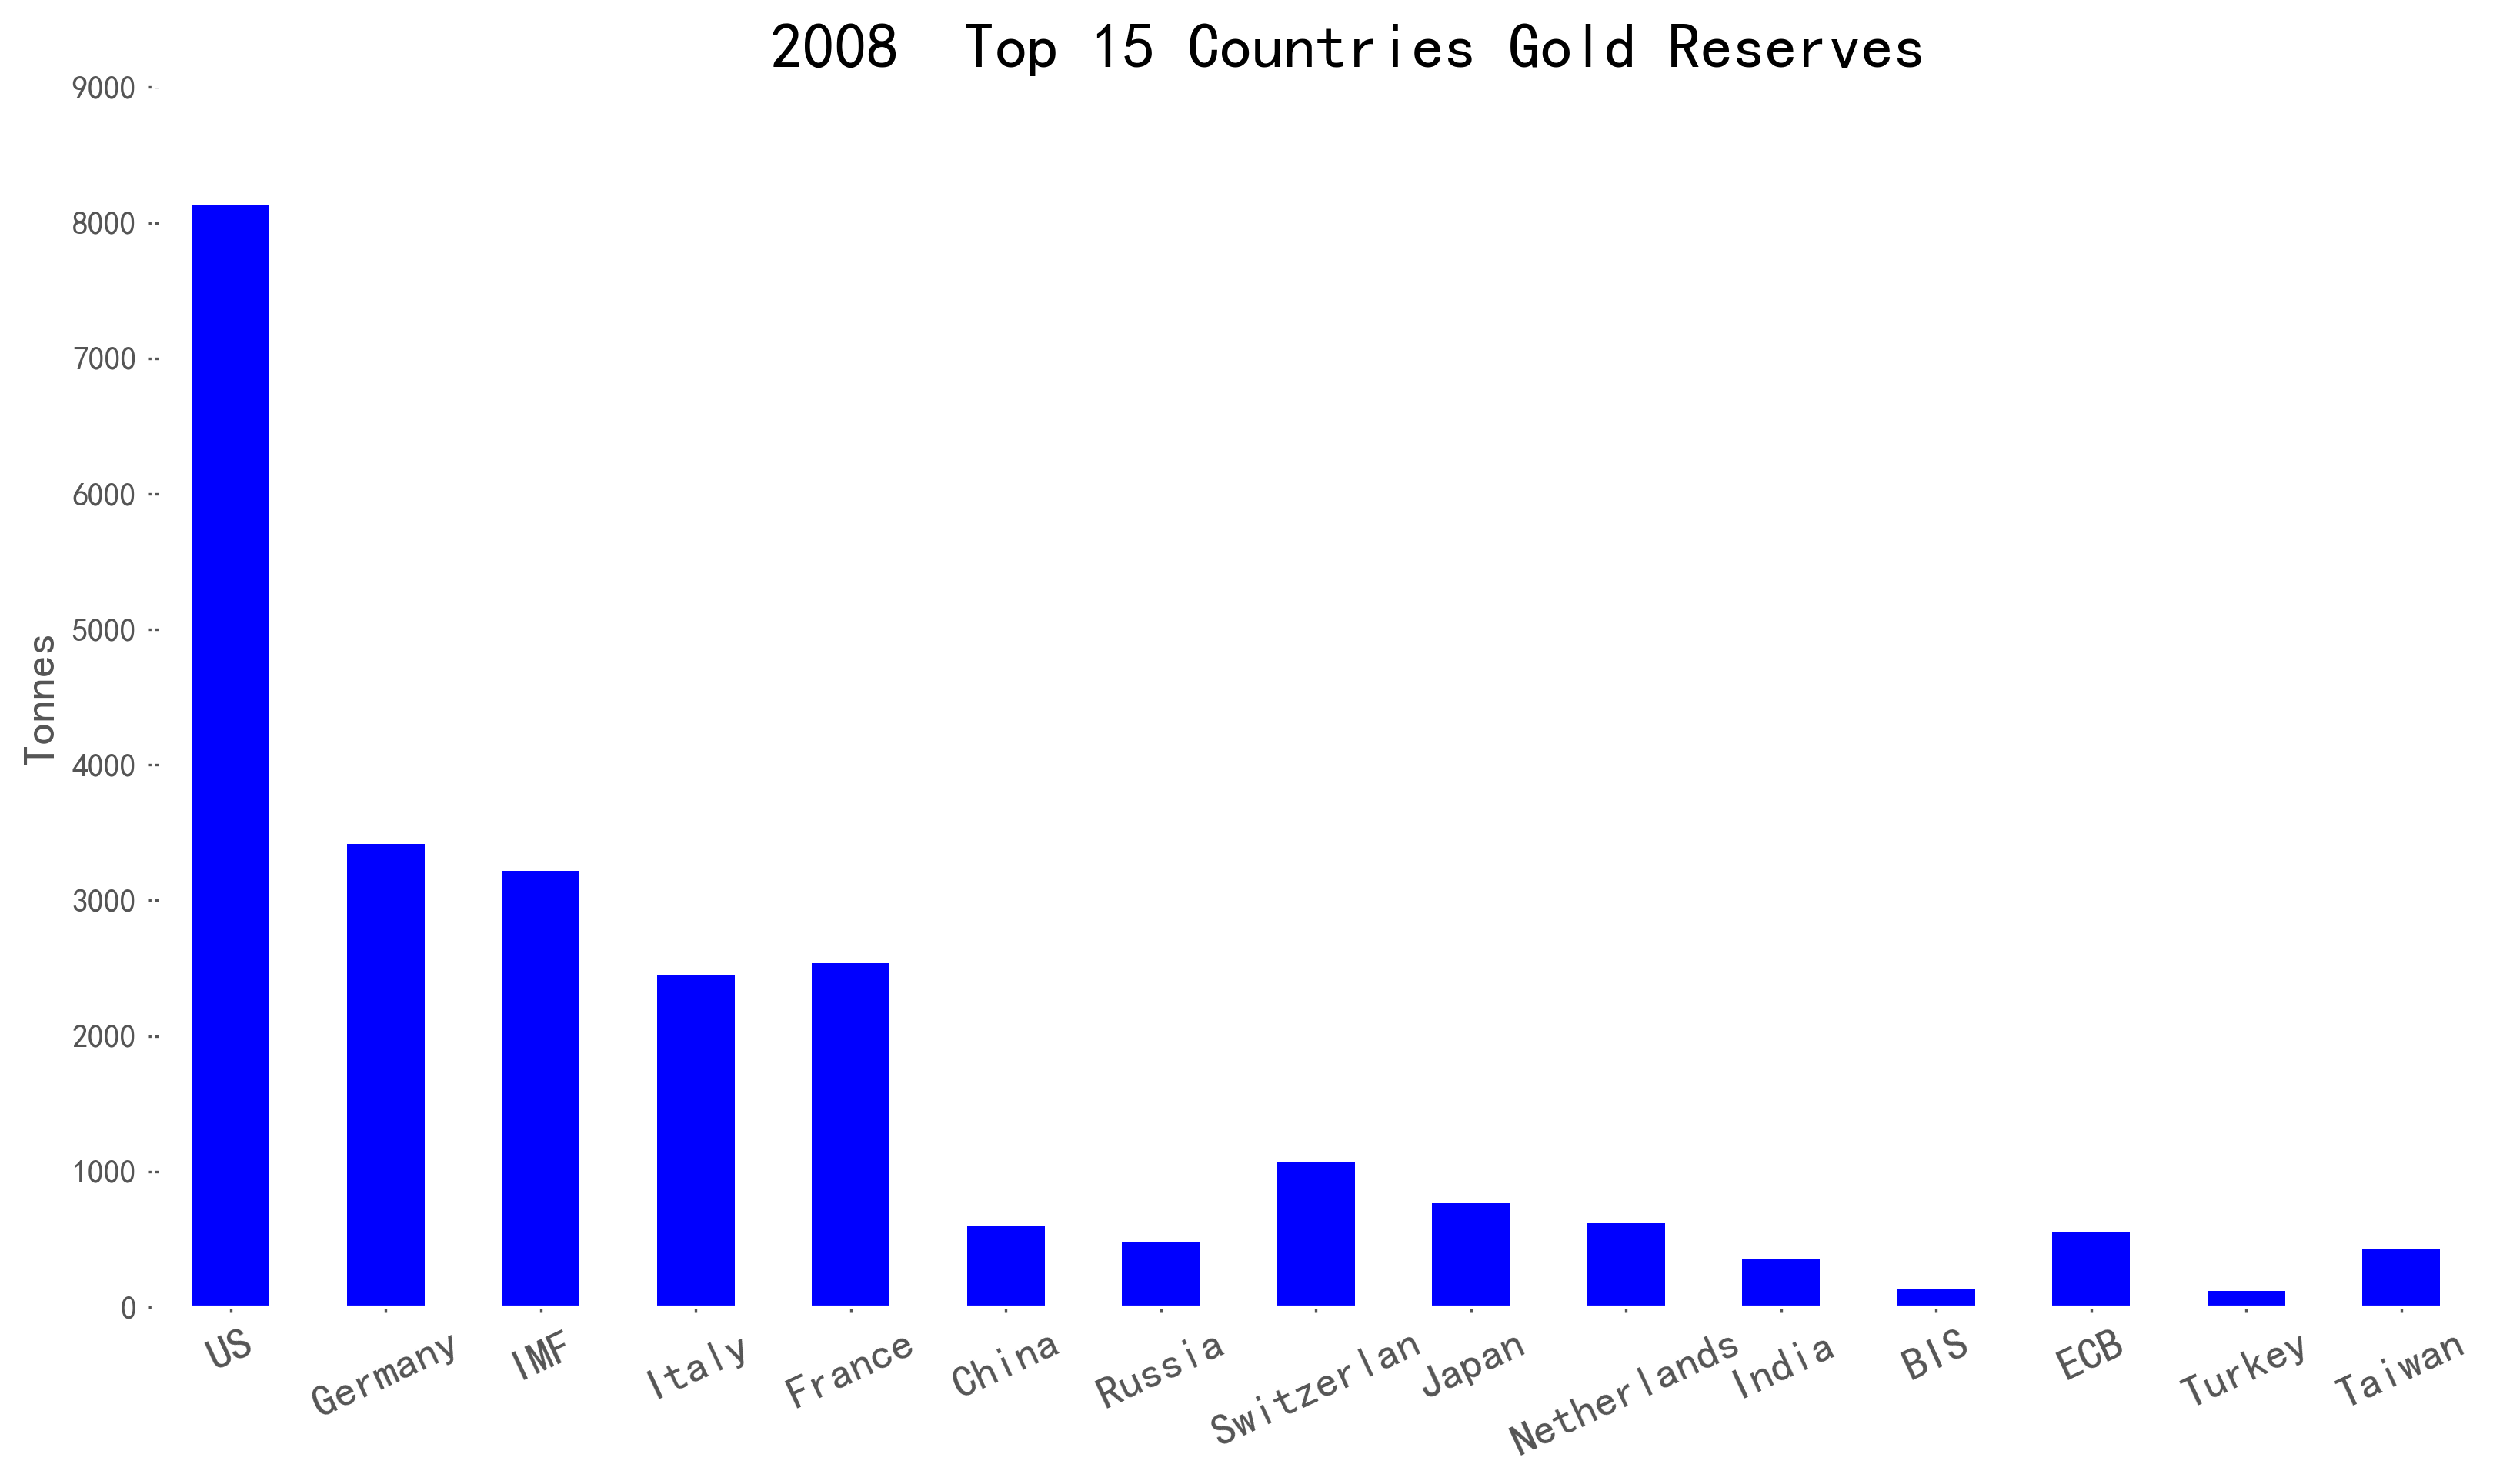 2008  Top 15 Countries Gold Reserves
Tonnes
9000
8000
7000
6000
5000
4000
3000
2000
1000
0
US
Germany
IMF
Italy
France
China
Russia
Switzerlan
Japan
Netherlands
India
BIS
ECB
Turkey
Taiwan